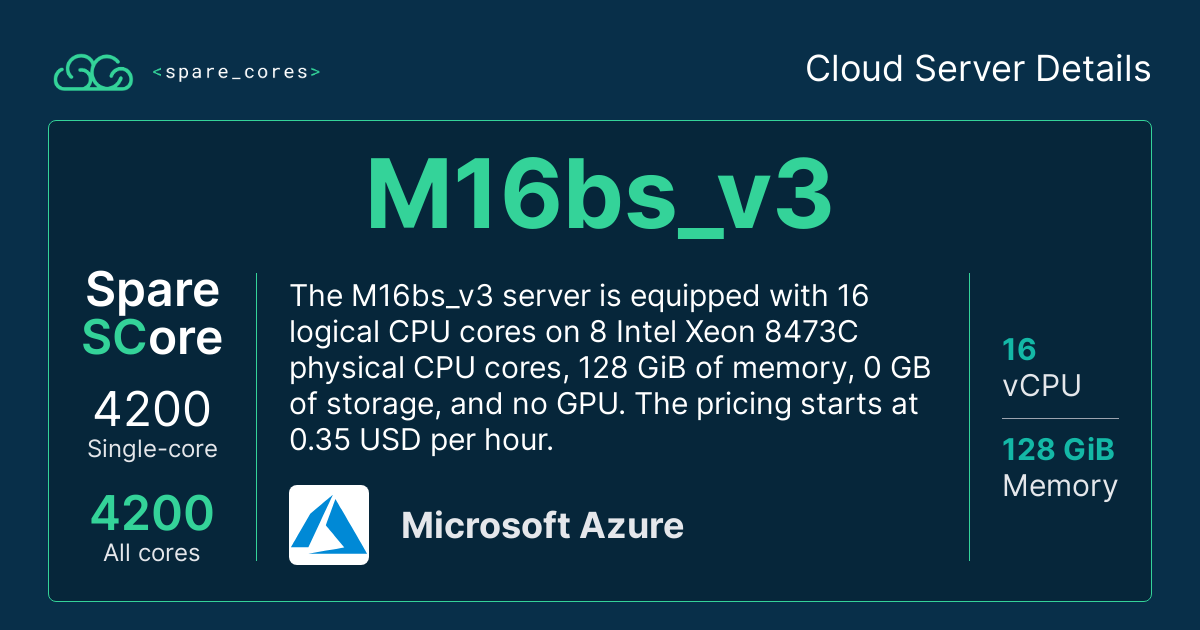 <spare_cores>
Cloud Server Details
M16bs_v3
Spare
SCore
4200
Single-core
4200
All cores
The M16bs_v3 server is equipped with 16
logical CPU cores on 8 Intel Xeon 8473C
physical CPU cores, 128 GiB of memory, 0 GB
of storage, and no GPU. The pricing starts at
0.35 USD per hour.
Microsoft Azure
16
vCPU
128 GiB
Memory